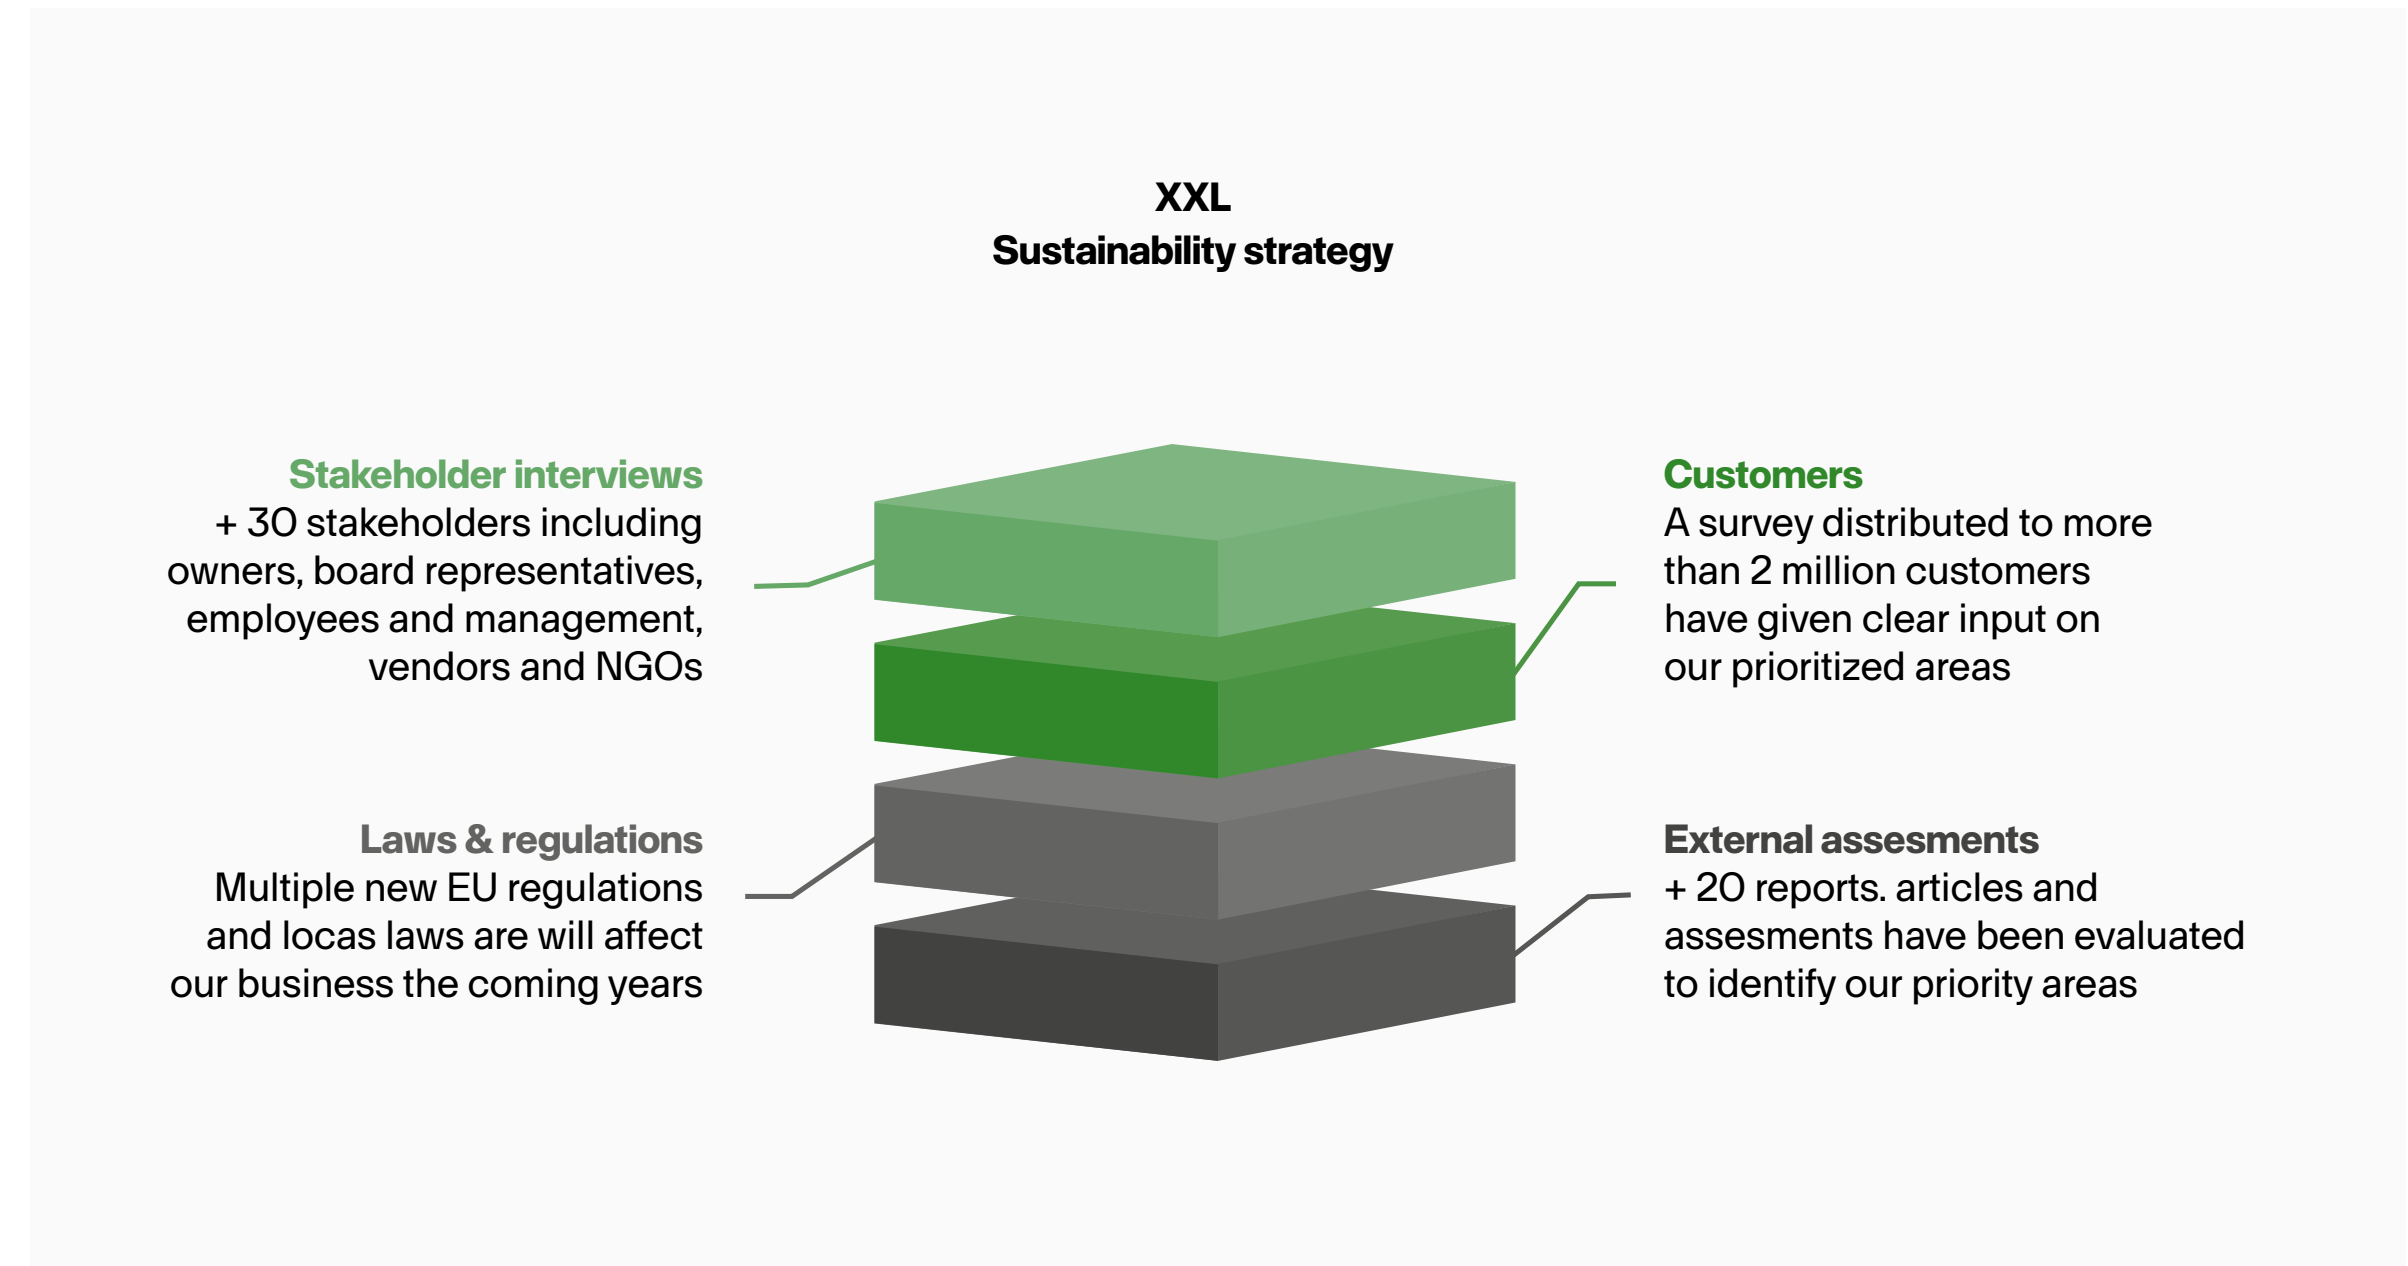 XXL
Sustainability strategy
Stakeholder interviews
+ 30 stakeholders including
owners, board representatives,
employees and management,
vendors and NGOs
Customers
A survey distributed to more
than 2 million customers
have given clear input on
our prioritized areas
Laws & regulations
Multiple new EU regulations
and locas laws are will affect
our business the coming years
External assesments
+ 20 reports. articles and
assesments have been evaluated
to identify our priority areas